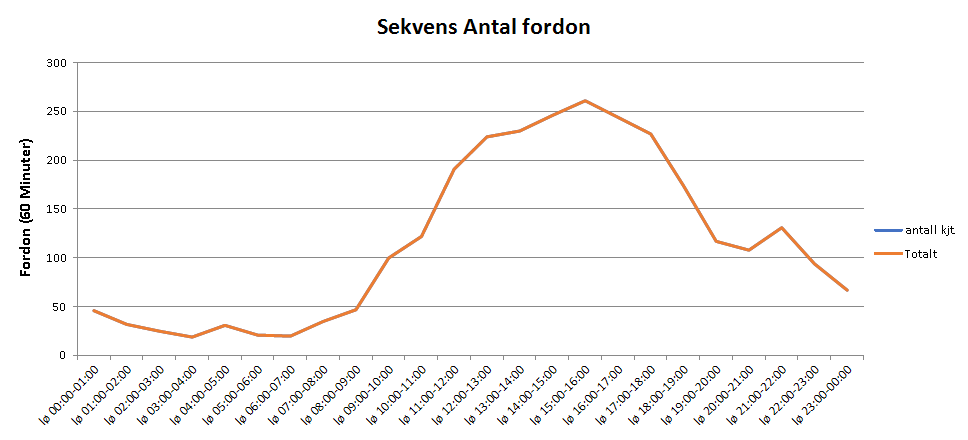 Sekvens Antal fordon
Fordon (60 Minuter)
300
250
200
150
100
50
0
lø 00:00-01:00
lø 01:00-02:00
lø 02:00-03:00
lø 03:00-04:00
lø 04:00-05:00
lø 05:00-06:00
lø 06:00-07:00
lø 07:00-08:00
lø 08:00-09:00
lø 09:00-10:00
lø 10:00-11:00
lø 11:00-12:00
lø 12:00-13:00
lø 13:00-14:00
lø 14:00-15:00
lø 15:00-16:00
lø 16:00-17:00
lø 17:00-18:00
lø 18:00-19:00
lø 19:00-20:00
lø 20:00-21:00
lø 21:00-22:00
lø 22:00-23:00
lø 23:00-00:00
antall kjt.
Totalt